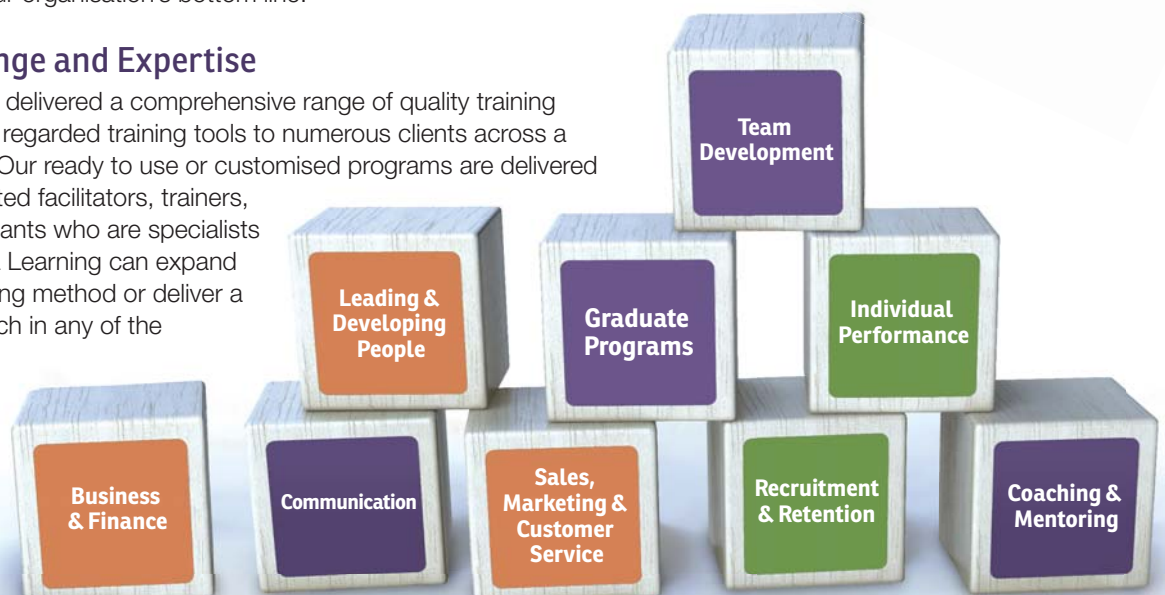 ur organisation's bottom line.
nge and Expertise
delivered a comprehensive range of quality training
regarded training tools to numerous clients across a
Our ready to use or customised programs are delivered
ted facilitators, trainers,
ants who are specialists
Learning can expand
ng method or deliver a
ch in any of the
Team
Development
Leading &
Developing
People
Graduate
Programs
Individual
Performance
Business
& Finance
Communication
Sales,
Marketing &
Customer
Service
Recruitment
& Retention
Coaching &
Mentoring